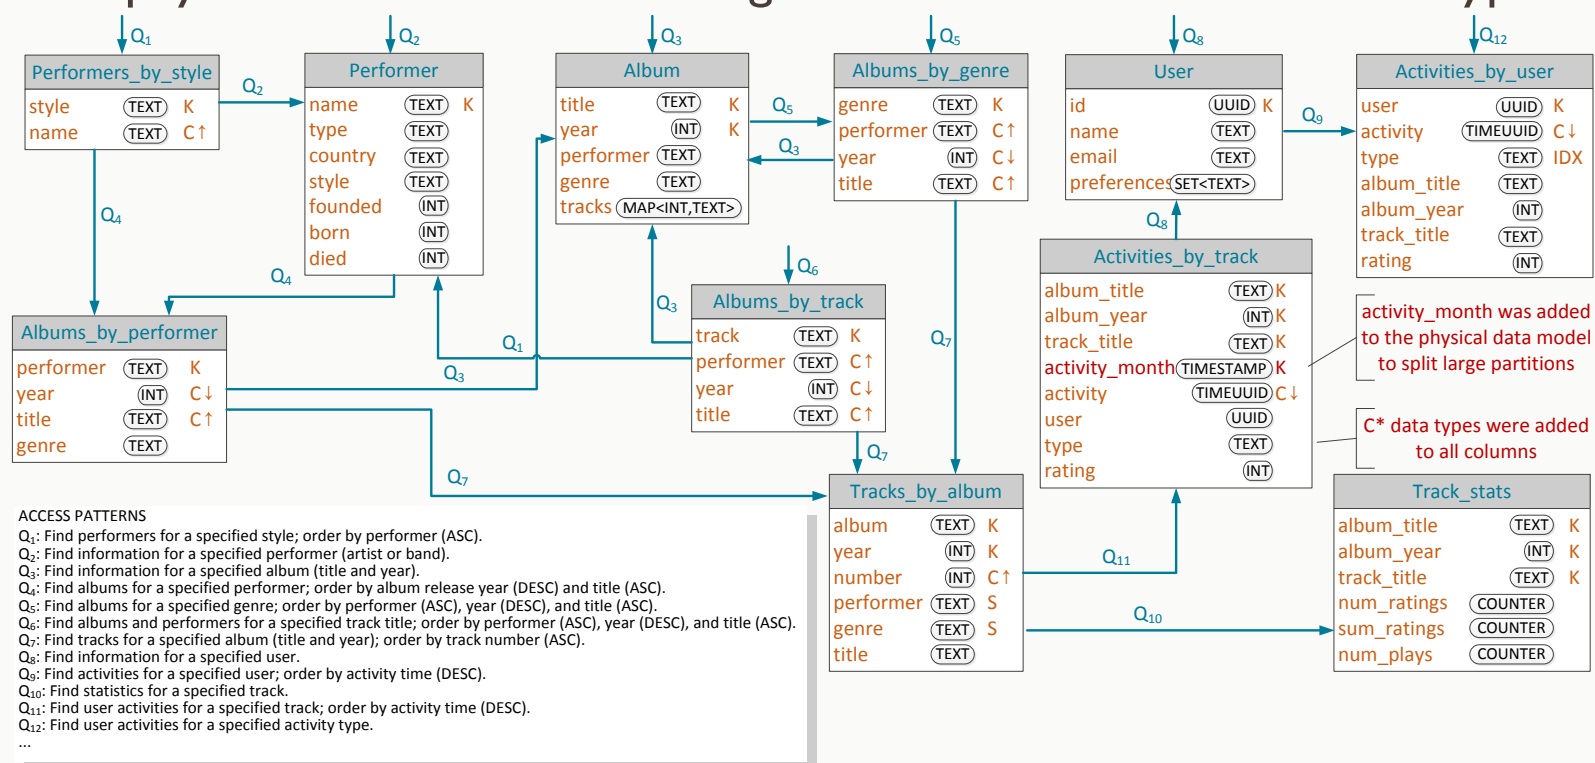 Q1
Q2
Q3
Q5
Q8
Q12
Performers_by_style
style TEXT K
name TEXT C↑
Q2
Performer
name TEXT K
type TEXT
country TEXT
style TEXT
founded INT
born INT
died INT
Album
title TEXT K
year INT K
performer TEXT
genre TEXT
tracks MAP<INT,TEXT>
Q5
Q3
Albums_by_genre
genre TEXT K
performer TEXT C↑
year INT C↓
title TEXT C↑
User
id UUID K
name TEXT
email TEXT
preferences SET<TEXT>
Q9
Activities_by_user
user UUID K
activity TIMEUUID C↓
type TEXT IDX
album_title TEXT
album_year INT
track_title TEXT
rating INT
Q4
Q4
Q3
Q6
Q8
Albums_by_performer
performer TEXT K
year INT C↓
title TEXT C↑
genre TEXT
Q1
Q3
Q7
Albums_by_track
track TEXT K
performer TEXT C↑
year INT C↓
title TEXT C↑
Q7
Q7
Activities_by_track
album_title TEXT K
album_year INT K
track_title TEXT K
activity_month TIMESTAMP K
activity TIMEUUID C↓
user UUID
type TEXT
rating INT
activity_month was added
to the physical data model
to split large partitions
C* data types were added
to all columns
Tracks_by_album
album TEXT K
year INT K
number INT C↑
performer TEXT S
genre TEXT S
title TEXT
Q11
Q10
Track_stats
album_title TEXT K
album_year INT K
track_title TEXT K
num_ratings COUNTER
sum_ratings COUNTER
num_plays COUNTER
ACCESS PATTERNS
Q1: Find performers for a specified style; order by performer (ASC).
Q2: Find information for a specified performer (artist or band).
Q3: Find information for a specified album (title and year).
Q4: Find albums for a specified performer; order by album release year (DESC) and title (ASC).
Q5: Find albums for a specified genre; order by performer (ASC), year (DESC), and title (ASC).
Q6: Find albums and performers for a specified track title; order by performer (ASC), year (DESC), and title (ASC).
Q7: Find tracks for a specified album (title and year); order by track number (ASC).
Q8: Find information for a specified user.
Q9: Find activities for a specified user; order by activity time (DESC).
Q10: Find statistics for a specified track.
Q11: Find user activities for a specified track; order by activity time (DESC).
Q12: Find user activities for a specified activity type.
...